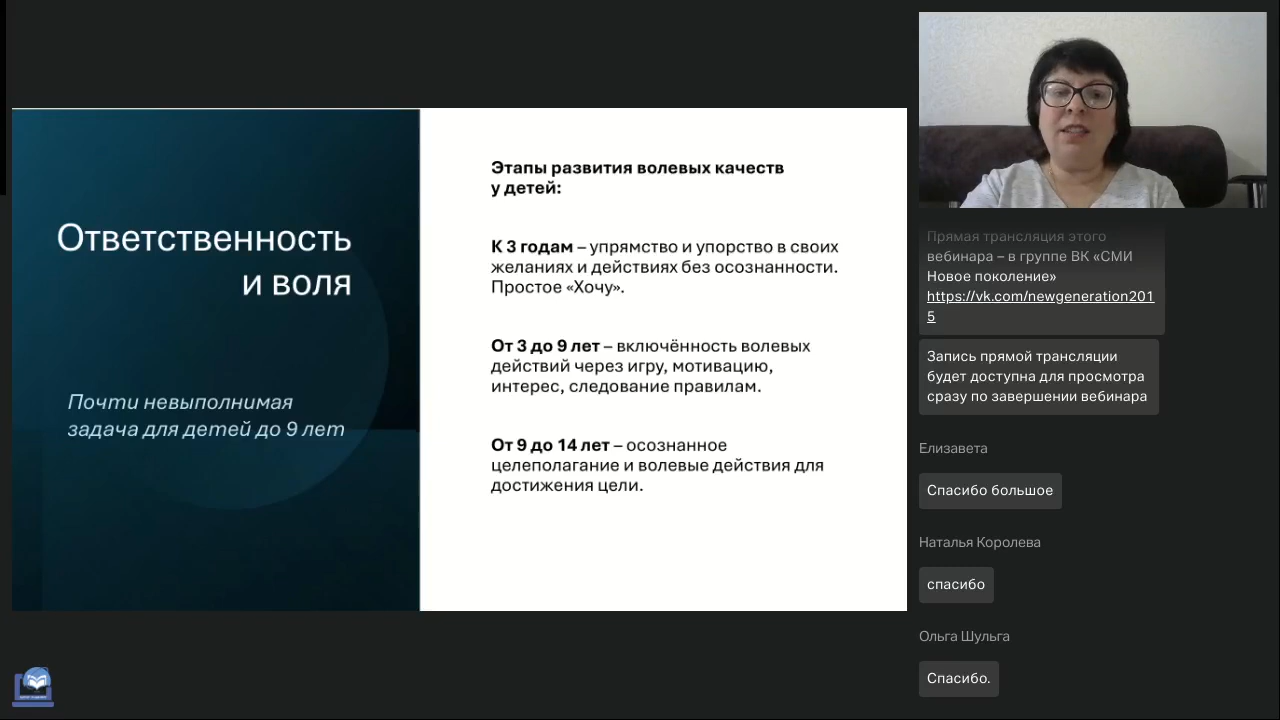 Ответственность
и воля
Почти невыполнимая
задача для детей до 9 лет
Этапы развития волевых качеств
у детей:
К 3 годам – упрямство и упорство в своих
желаниях и действиях без осознанности.
Простое «Хочу».
От 3 до 9 лет – включённость волевых
действий через игру, мотивацию,
интерес, следование правилам.
От 9 до 14 лет – осознанное
целеполагание и волевые действия для
достижения цели.
Прямая трансляция этого
вебинара – в группе ВК «СМИ
Новое поколение»
https://vk.com/newgeneration201
5
Запись прямой трансляции
будет доступна для просмотра
сразу по завершении вебинара
Елизавета
Спасибо большое
Наталья Королева
спасибо
Ольга Шульга
Спасибо.